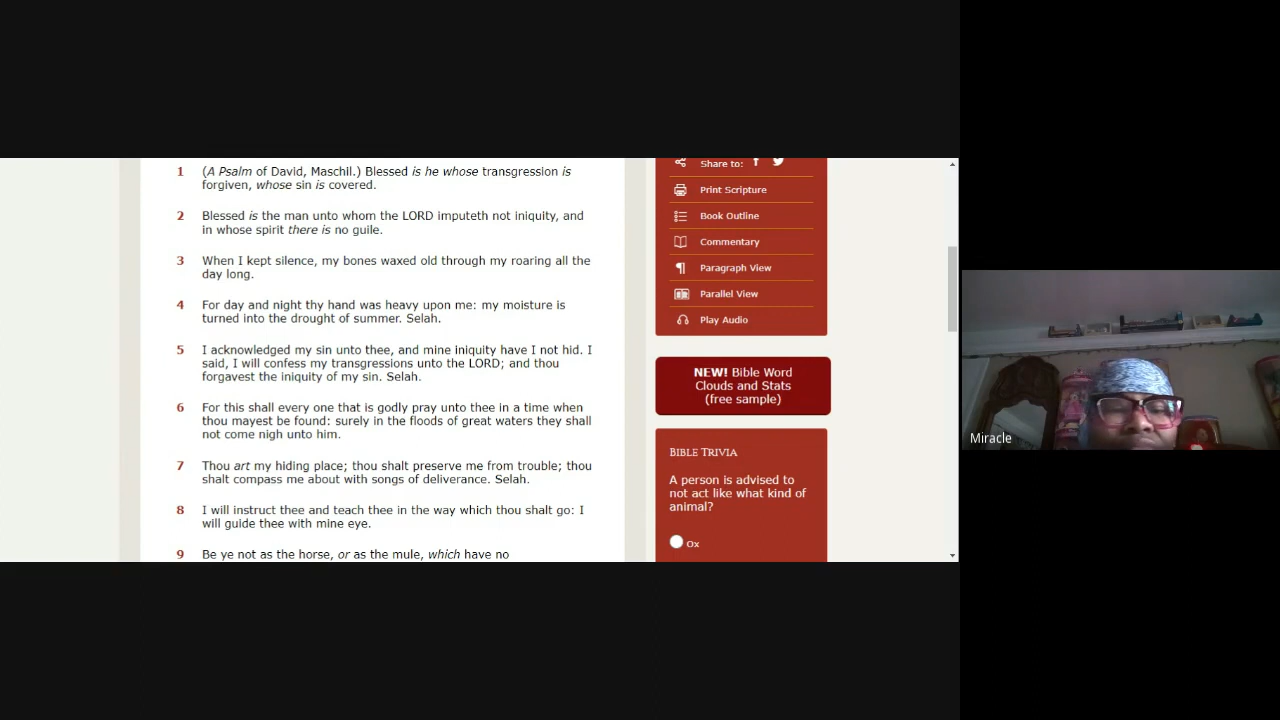 1 (A Psalm of David, Maschil.) Blessed is he whose transgression is
forgiven, whose sin is covered.
2 Blessed is the man unto whom the LORD imputeth not iniquity, and
in whose spirit there is no guile.
3 When I kept silence, my bones waxed old through my roaring all the
day long.
4 For day and night thy hand was heavy upon me: my moisture is
turned into the drought of summer. Selah.
5 I acknowledged my sin unto thee, and mine iniquity have I not hid. I
said, I will confess my transgressions unto the LORD; and thou
forgavest the iniquity of my sin. Selah.
6 For this shall every one that is godly pray unto thee in a time when
thou mayest be found: surely in the floods of great waters they shall
not come nigh unto him.
7 Thou art my hiding place; thou shalt preserve me from trouble; thou
shalt compass me about with songs of deliverance. Selah.
8 I will instruct thee and teach thee in the way which thou shalt go: I
will guide thee with mine eye.
9 Be ye not as the horse, or as the mule, which have no
Share to:
Print Scripture
Book Outline
Commentary
Paragraph View
Parallel View
Play Audio
NEW! Bible Word
Clouds and Stats
(free sample)
BIBLE TRIVIA
A person is advised to
not act like what kind of
animal?
Ox
Miracle